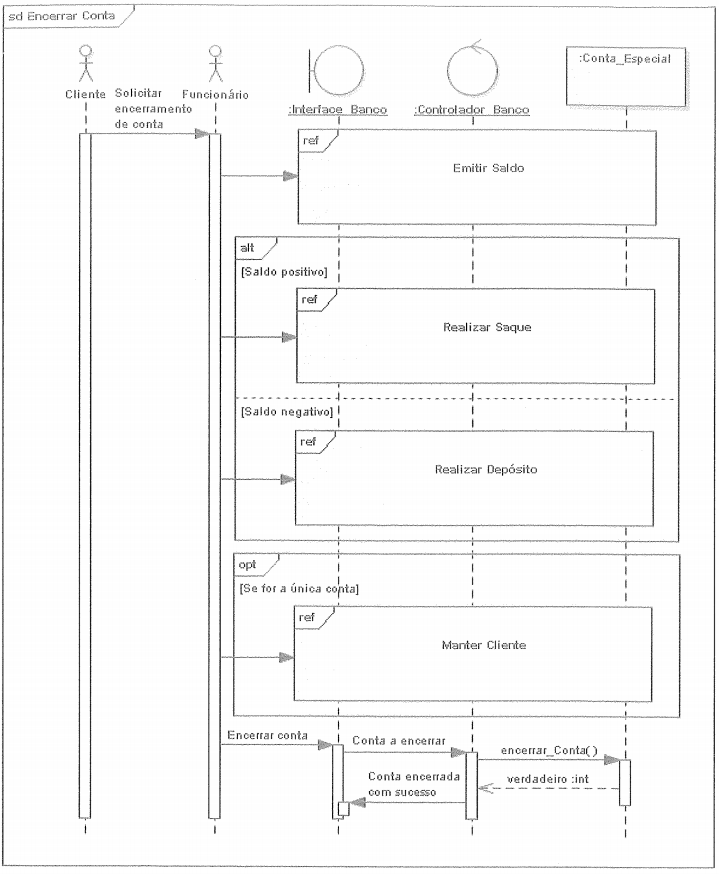 sd Encerrar Conta
Cliente
Funcionário
:Interface_Banco
:Controlador_Banco
:Conta_Especial
Solicitar
encerramento
de conta
ref
Emitir Saldo
alt
[Saldo positivo]
ref
Realizar Saque
[Saldo negativo]
ref
Realizar Depósito
opt
[Se for a única conta]
ref
Manter Cliente
Encerrar conta
Conta a encerrar
encerrar_Conta()
verdadeiro :int
Conta encerrada
com sucesso